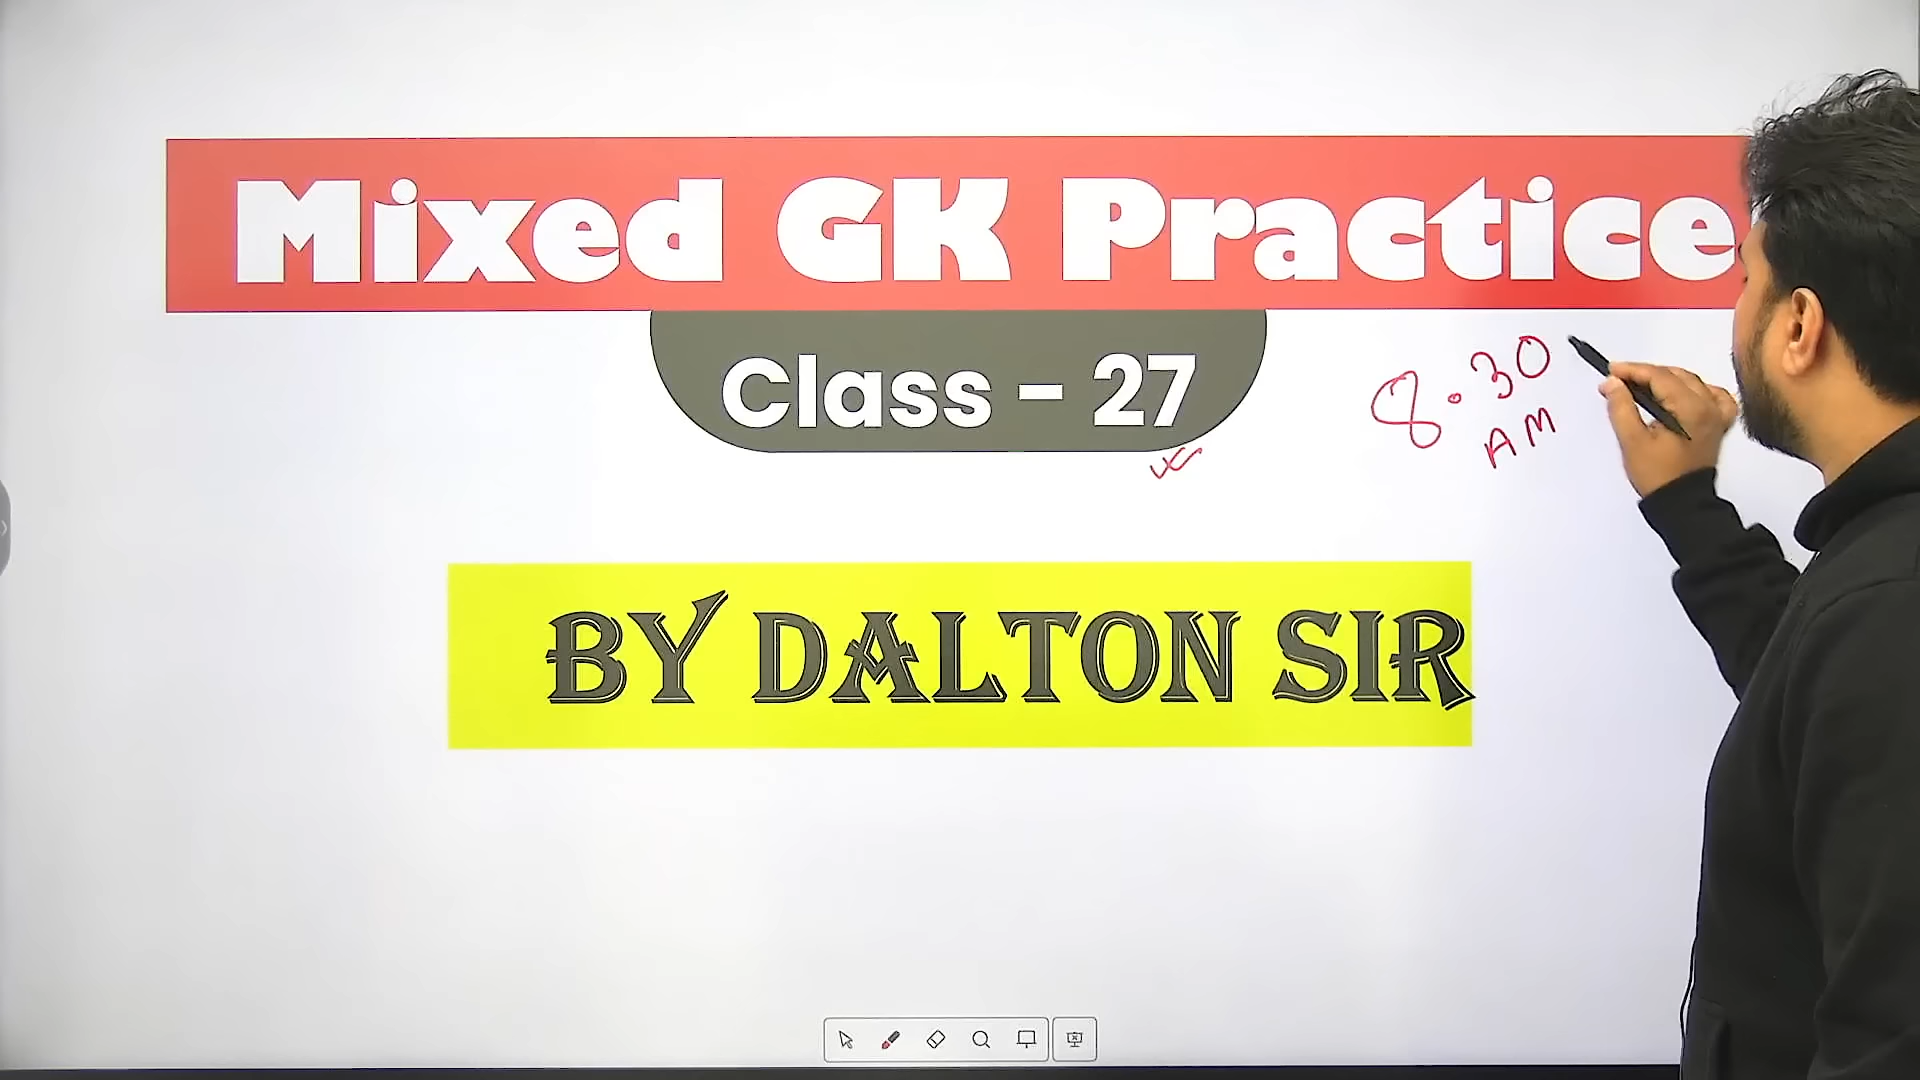 Mixed GK Practice
Class - 27
8.30
AM
BY DALTON SIR